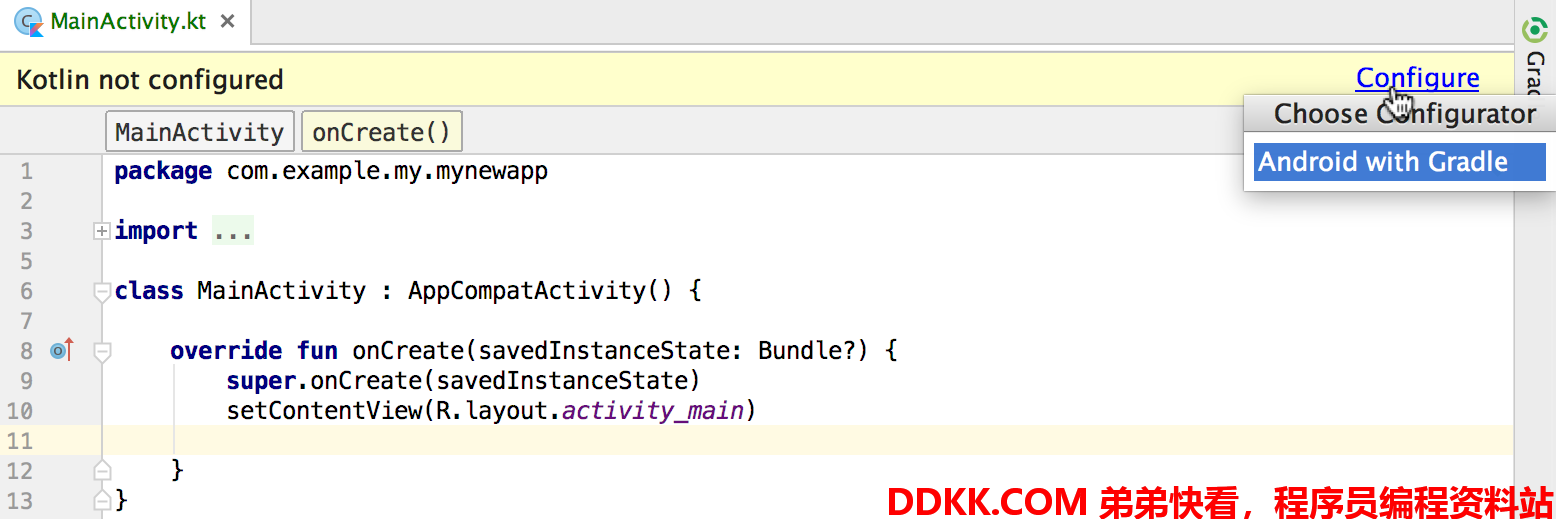 MainActivity.kt
Kotlin not configured Configure
Choose Configurator
Android with Gradle
Grad
MainActivity onCreate()
1 package com.example.my.mynewapp
2
3 import ...
5
6 class MainActivity : AppCompatActivity() {
7
8 override fun onCreate(savedInstanceState: Bundle?) {
9 super.onCreate(savedInstanceState)
10 setContentView(R.layout.activity_main)
11
12 }
13 }
DDKK.COM 弟弟快看，程序员编程资料站